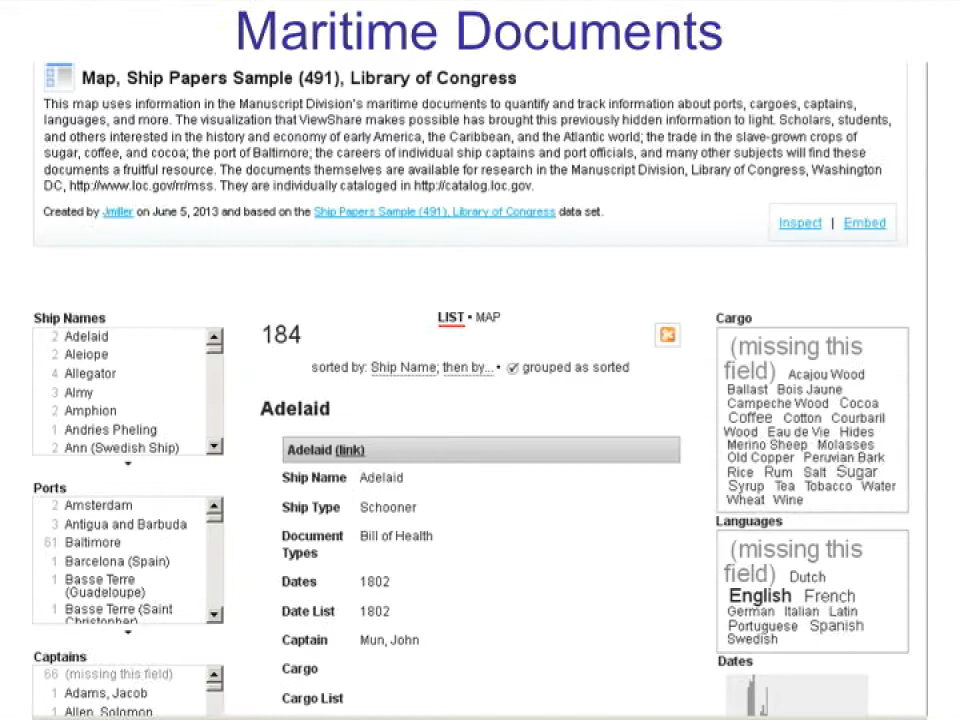 Maritime Documents
Map, Ship Papers Sample (491), Library of Congress
This map uses information in the Manuscript Division's maritime documents to quantify and track information about ports, cargoes, captains,
languages, and more. The visualization that ViewShare makes possible has brought this previously hidden information to light. Scholars, students,
and others interested in the history and economy of early America, the Caribbean, and the Atlantic world; the trade in the slave-grown crops of
sugar, coffee, and cocoa; the port of Baltimore; the careers of individual ship captains and port officials, and many other subjects will find these
documents a fruitful resource. The documents themselves are available for research in the Manuscript Division, Library of Congress, Washington
DC, http://www.loc.gov/rr/mss. They are individually cataloged in http://catalog.loc.gov.
Created by Jmiller on June 5, 2013 and based on the Ship Papers Sample (491), Library of Congress data set.
Inspect | Embed
Ship Names
2 Adelaid
2 Aleiope
4 Allegator
3 Almy
2 Amphion
1 Andries Pheling
2 Ann (Swedish Ship)
Ports
2 Amsterdam
3 Antigua and Barbuda
61 Baltimore
1 Barcelona (Spain)
1 Basse Terre
(Guadeloupe)
1 Basse Terre (Saint
Christopher)
Captains
66 (missing this field)
1 Adams, Jacob
1 Allen, Solomon
LIST • MAP
184
sorted by: Ship Name; then by... • grouped as sorted
Adelaid
Adelaid (link)
Ship Name Adelaid
Ship Type Schooner
Document Bill of Health
Types
Dates 1802
Date List 1802
Captain Mun, John
Cargo
Cargo List
Cargo
(missing this
field) Acajou Wood
Ballast Bois Jaune
Campeche Wood Cocoa
Coffee Cotton Courbaril
Wood Eau de Vie Hides
Merino Sheep Molasses
Old Copper Peruvian Bark
Rice Rum Salt Sugar
Syrup Tea Tobacco Water
Wheat Wine
Languages
(missing this
field) Dutch
English French
German Italian Latin
Portuguese Spanish
Swedish
Dates